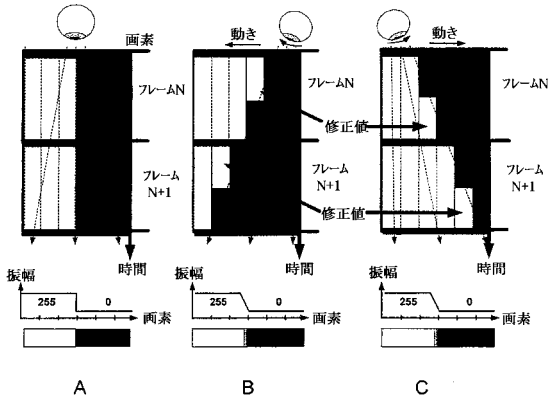 画素
動き
動き
フレームN
フレームN
フレームN
修正値
フレーム
N+1
フレーム
N+1
フレーム
N+1
修正値
時間
時間
時間
振幅
255
0
画素
振幅
255
0
画素
振幅
255
0
画素
A
B
C